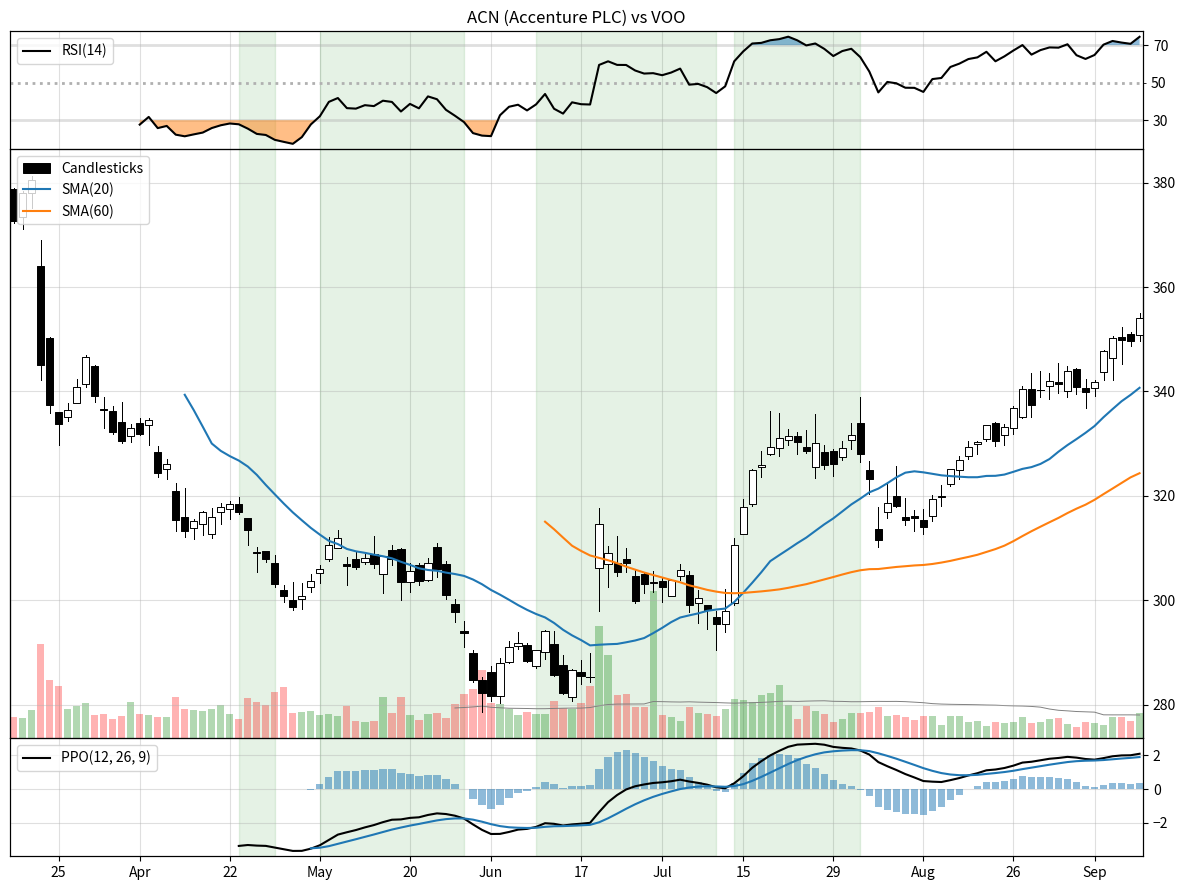 ACN (Accenture PLC) vs VOO
RSI(14)
70
50
30
Candlesticks
SMA(20)
SMA(60)
380
360
340
320
300
280
PPO(12, 26, 9)
2
0
−2
25 Apr 22 May 20 Jun 17 Jul 15 29 Aug 26 Sep